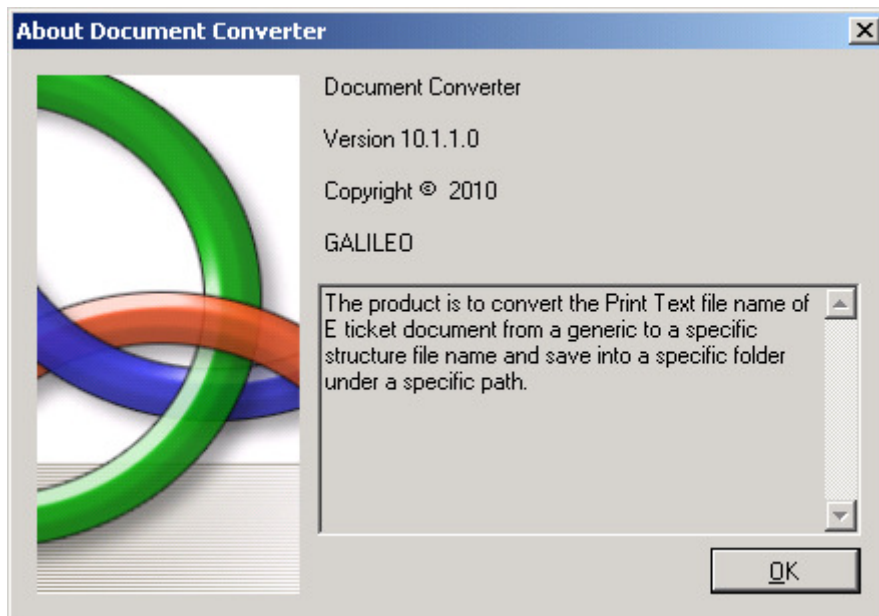 About Document Converter
Document Converter
Version 10.1.1.0
Copyright © 2010
GALILEO
The product is to convert the Print Text file name of
E ticket document from a generic to a specific
structure file name and save into a specific folder
under a specific path.
OK